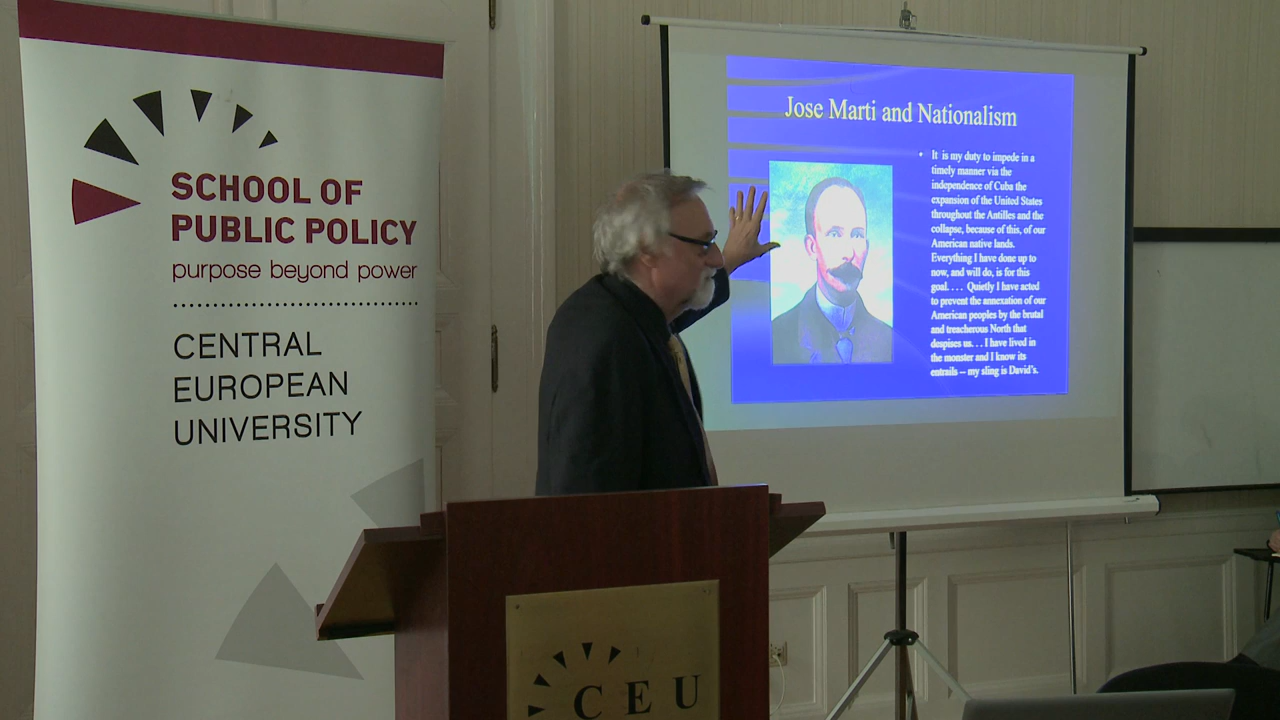 SCHOOL OF
PUBLIC POLICY
purpose beyond power
CENTRAL
EUROPEAN
UNIVERSITY
Jose Marti and Nationalism
• It is my duty to impede in a
timely manner via the
independence of Cuba the
expansion of the United States
throughout the Antilles and the
collapse, because of this, of our
American native lands.
Everything I have done up to
now, and will do, is for this
goal. . . . Quietly I have acted
to prevent the annexation of our
American peoples by the brutal
and treacherous North that
despises us. . . I have lived in
the monster and I know its
entrails – my sling is David's.
CEU